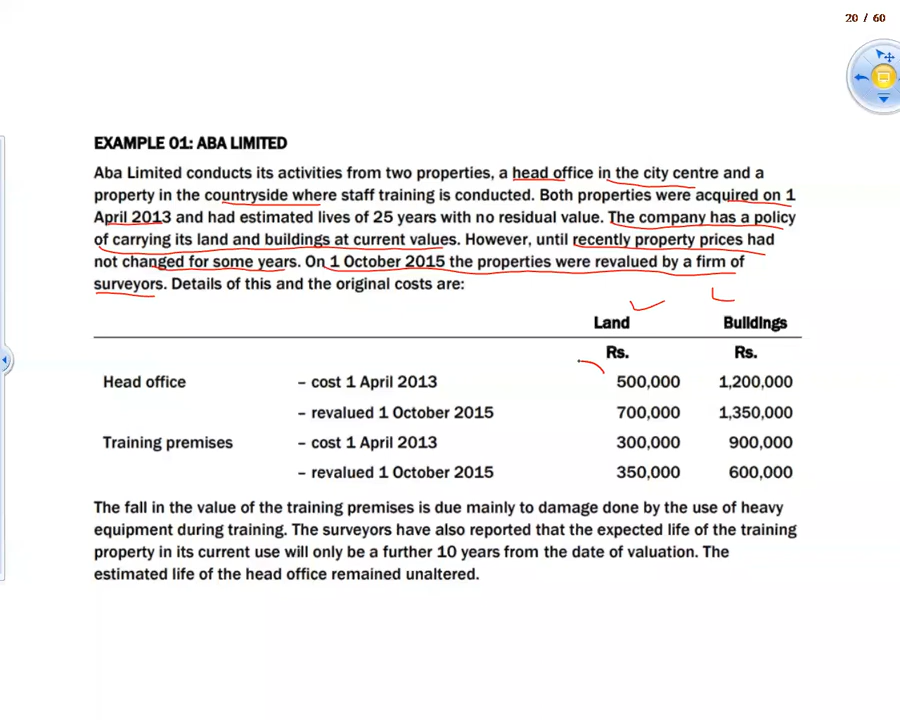 20 / 60
EXAMPLE 01: ABA LIMITED
Aba Limited conducts its activities from two properties, a head office in the city centre and a
property in the countryside where staff training is conducted. Both properties were acquired on 1
April 2013 and had estimated lives of 25 years with no residual value. The company has a policy
of carrying its land and buildings at current values. However, until recently property prices had
not changed for some years. On 1 October 2015 the properties were revalued by a firm of
surveyors. Details of this and the original costs are:
Land Buildings
Rs. Rs.
Head office – cost 1 April 2013 500,000 1,200,000
– revalued 1 October 2015 700,000 1,350,000
Training premises – cost 1 April 2013 300,000 900,000
– revalued 1 October 2015 350,000 600,000
The fall in the value of the training premises is due mainly to damage done by the use of heavy
equipment during training. The surveyors have also reported that the expected life of the training
property in its current use will only be a further 10 years from the date of valuation. The
estimated life of the head office remained unaltered.